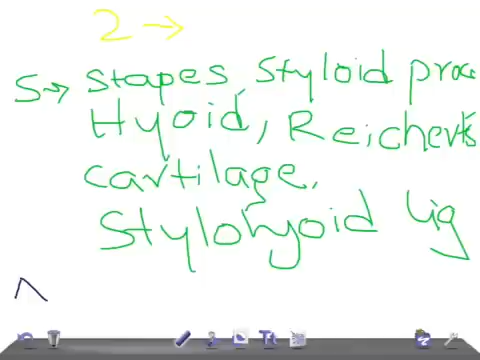 2 →
S → stapes, Styloid proc
Hyoid, Reichert's
cartilage,
Stylohyoid lig